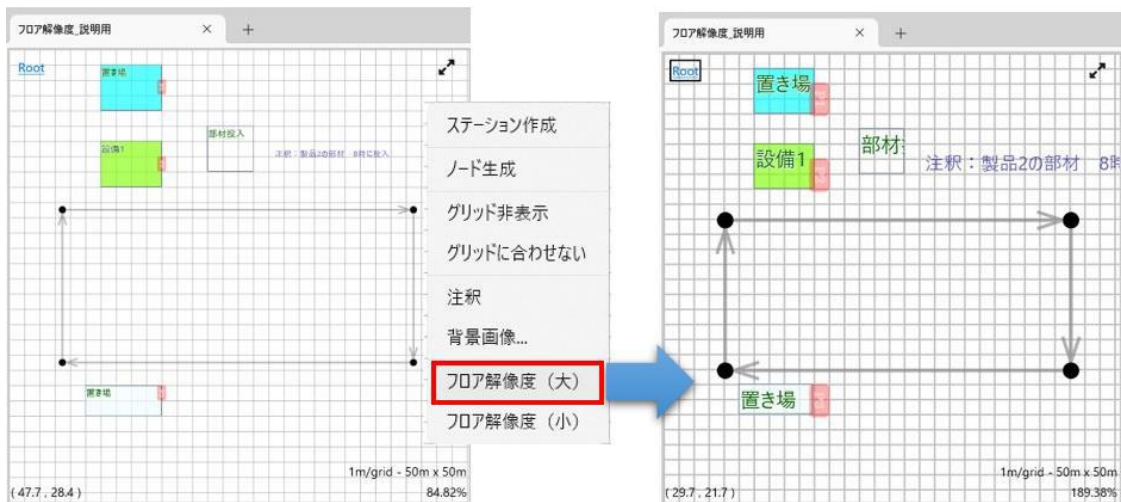 フロア解像度_説明用 × +
Root
置き場
部材投入
設備1
注釈：製品2の部材 8時に投入
置き場
1m/grid - 50m x 50m
( 47.7 , 28.4 )
84.82%
ステーション作成
ノード生成
グリッド非表示
グリッドに合わせない
注釈
背景画像...
フロア解像度（大）
フロア解像度（小）
フロア解像度_説明用 × +
Root
置き場
部材
設備1
注釈：製品2の部材 8時
置き場
1m/grid - 50m x 50m
( 29.7 , 21.7 )
189.38%